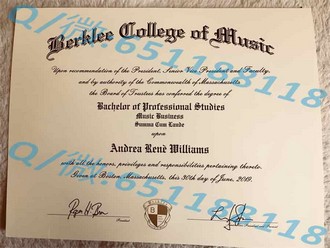 Berklee College of Music
Upon recommendation of the President, Senior Vice President and Faculty,
and by authority of the Commonwealth of Massachusetts,
the Board of Trustees has conferred the degree of
Bachelor of Professional Studies
Music Business
Summa Cum Laude
upon
Andrea René Williams
with all the honors, privileges and responsibilities pertaining thereto.
Given at Boston, Massachusetts, this 30th day of June, 2019.
President